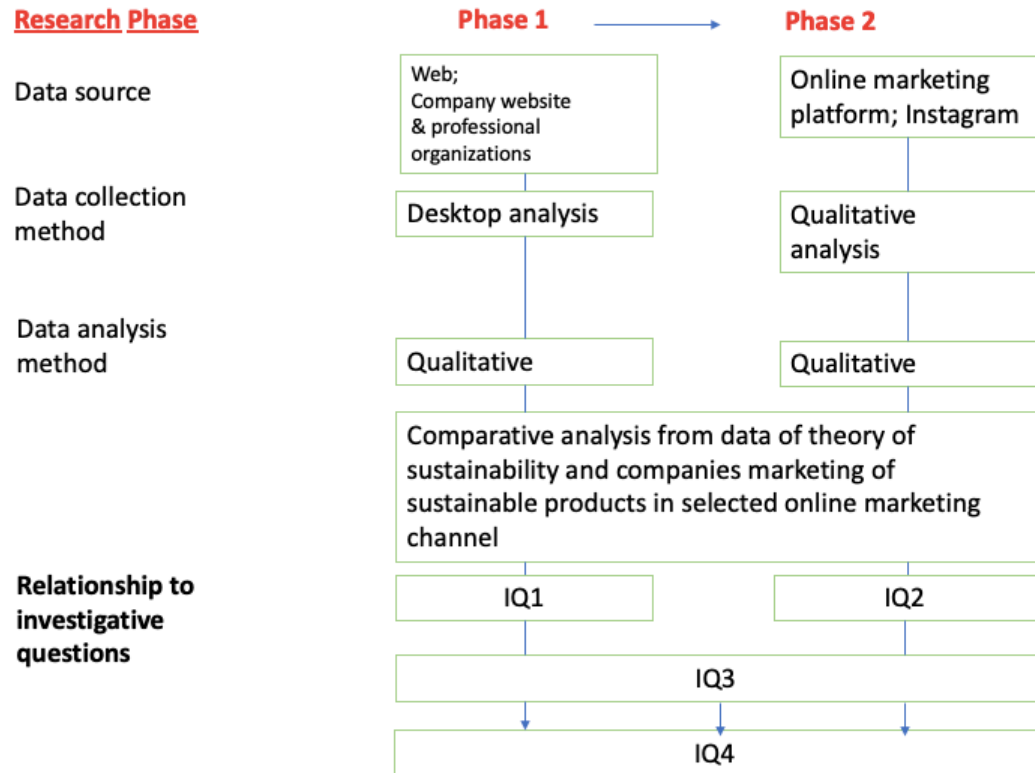 Research Phase
Phase 1
Phase 2
Data source
Web;
Company website
& professional
organizations
Online marketing
platform; Instagram
Data collection
method
Desktop analysis
Qualitative
analysis
Data analysis
method
Qualitative
Qualitative
Comparative analysis from data of theory of
sustainability and companies marketing of
sustainable products in selected online marketing
channel
Relationship to
investigative
questions
IQ1
IQ2
IQ3
IQ4